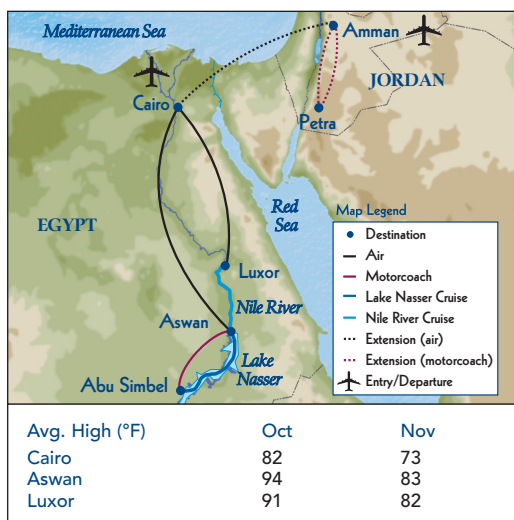 Mediterranean Sea
Amman
JORDAN
Cairo
Petra
Red
Sea
EGYPT
Luxor
Nile River
Aswan
Lake
Nasser
Abu Simbel
Map Legend
Destination
Air
Motorcoach
Lake Nasser Cruise
Nile River Cruise
Extension (air)
Extension (motorcoach)
Entry/Departure
Avg. High (°F) Oct Nov
Cairo 82 73
Aswan 94 83
Luxor 91 82